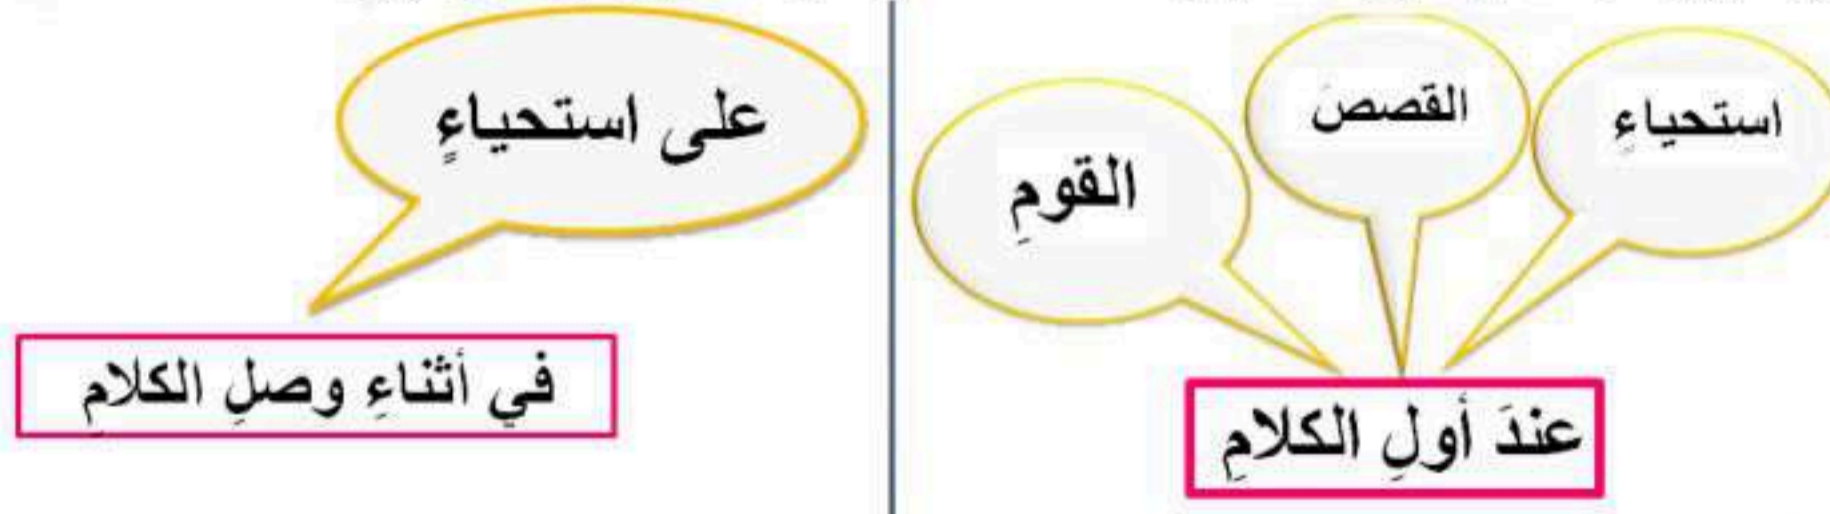 استحياءِ
القصصَ
القومِ
عندَ أولِ الكلامِ
على استحياءٍ
في أثناءِ وصلِ الكلامِ